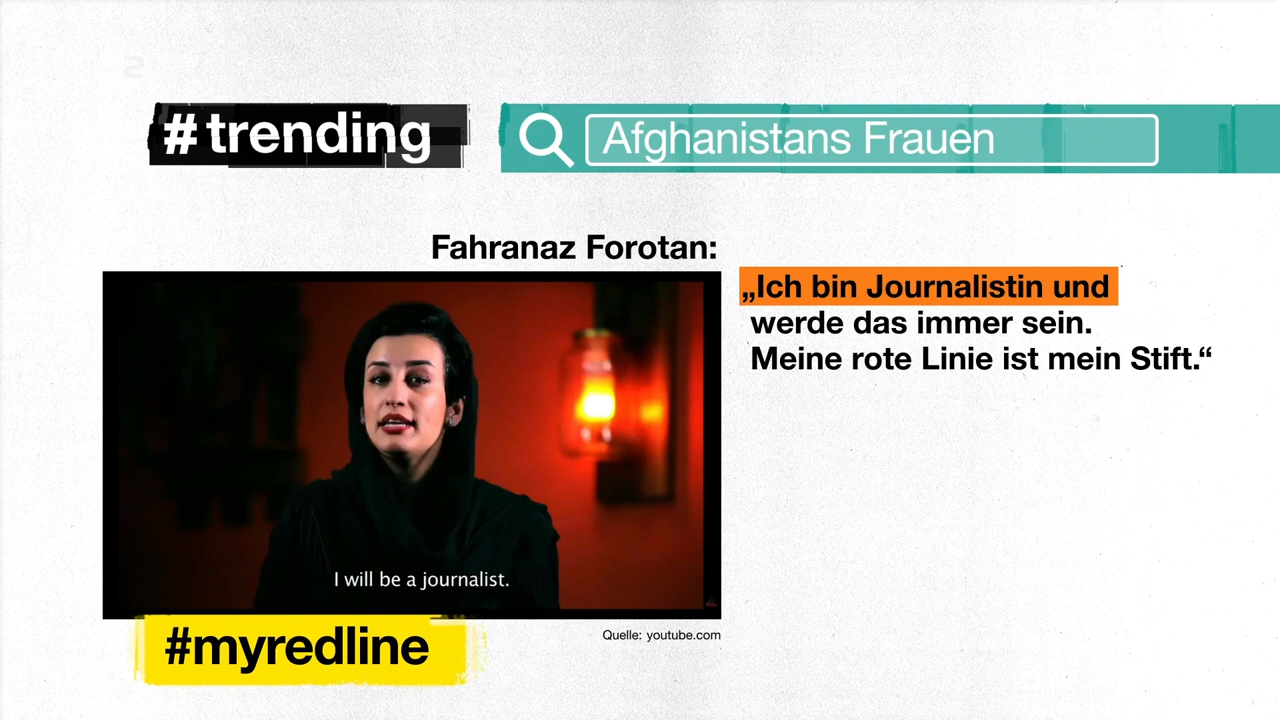 2
#trending
Afghanistans Frauen
Fahranaz Forotan:
„Ich bin Journalistin und
werde das immer sein.
Meine rote Linie ist mein Stift.“
I will be a journalist.
Quelle: youtube.com
#myredline